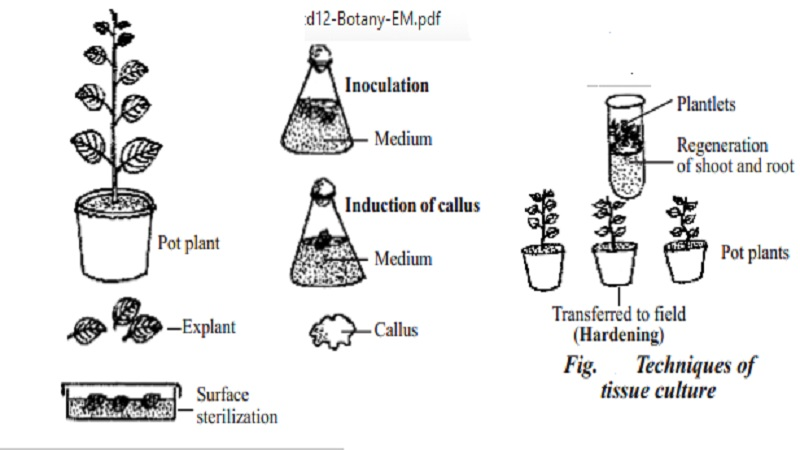 :d12-Botany-EM.pdf
Pot plant
Explant
Surface
sterilization
Inoculation
Medium
Induction of callus
Medium
Callus
Plantlets
Regeneration
of shoot and root
Pot plants
Transferred to field
(Hardening)
Fig. Techniques of
tissue culture